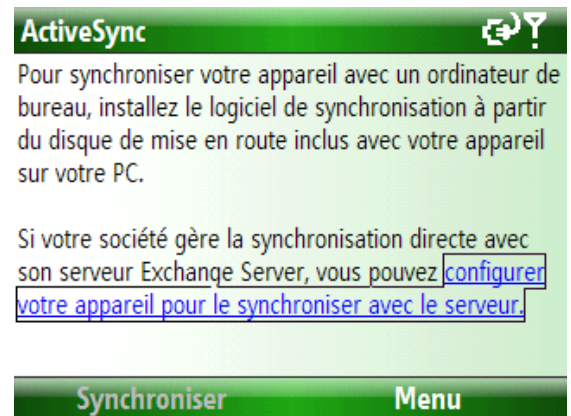 ActiveSync
Pour synchroniser votre appareil avec un ordinateur de
bureau, installez le logiciel de synchronisation à partir
du disque de mise en route inclus avec votre appareil
sur votre PC.
Si votre société gère la synchronisation directe avec
son serveur Exchange Server, vous pouvez configurer
votre appareil pour le synchroniser avec le serveur.
Synchroniser Menu